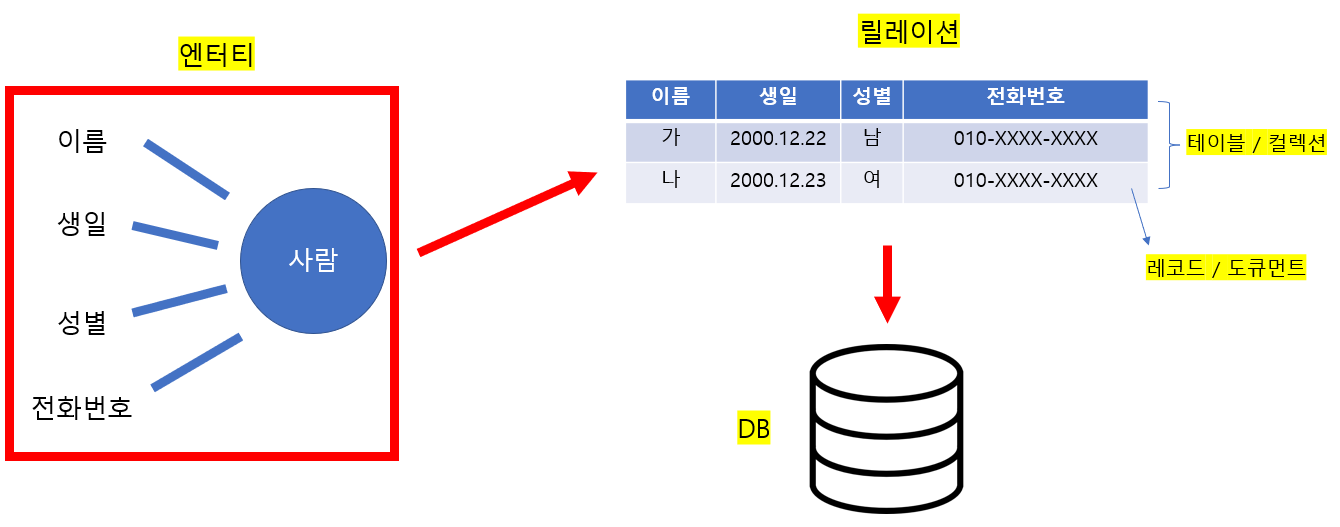 엔터티
이름
생일
성별
전화번호
사람
릴레이션
이름 생일 성별 전화번호
가 2000.12.22 남 010-XXXX-XXXX
나 2000.12.23 여 010-XXXX-XXXX
테이블 / 컬렉션
레코드 / 도큐먼트
DB